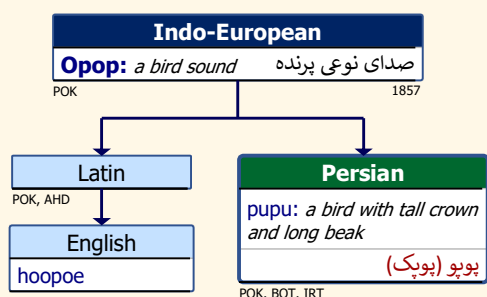 Indo-European
Opop: a bird sound صدای نوعی پرنده
POK 1857
Latin
POK, AHD
English
hoopoe
Persian
pupu: a bird with tall crown
and long beak
پوپو (پوپک)
POK, BOT, IRT